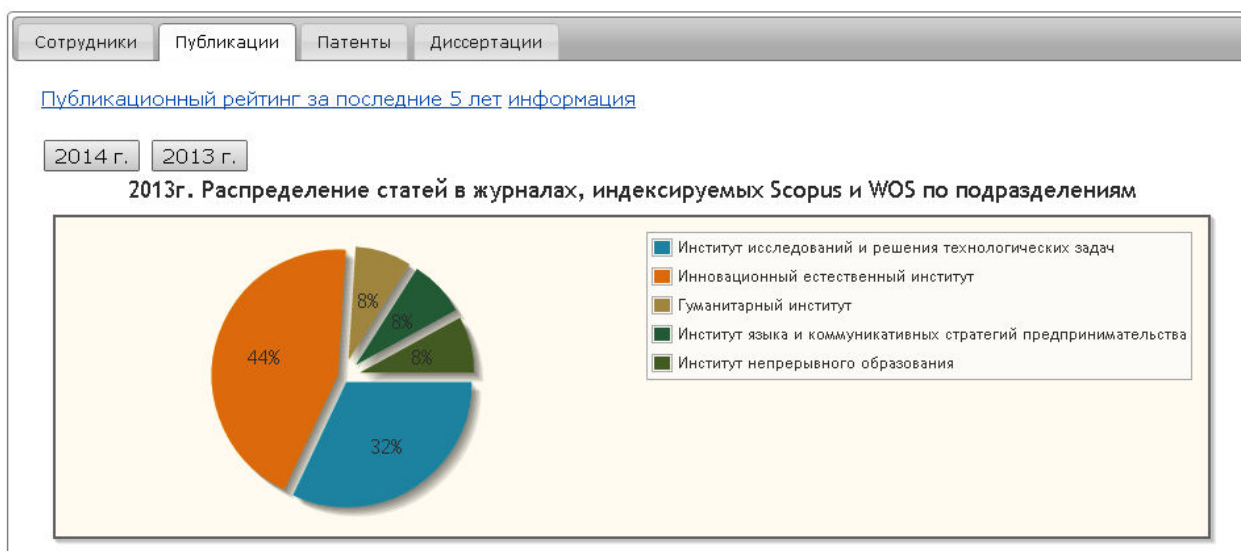 Сотрудники Публикации Патенты Диссертации
Публикационный рейтинг за последние 5 лет информация
2014 г. 2013 г.
2013г. Распределение статей в журналах, индексируемых Scopus и WOS по подразделениям
Институт исследований и решения технологических задач
Инновационный естественный институт
Гуманитарный институт
Институт языка и коммуникативных стратегий предпринимательства
Институт непрерывного образования
8%
8%
44%
8%
32%